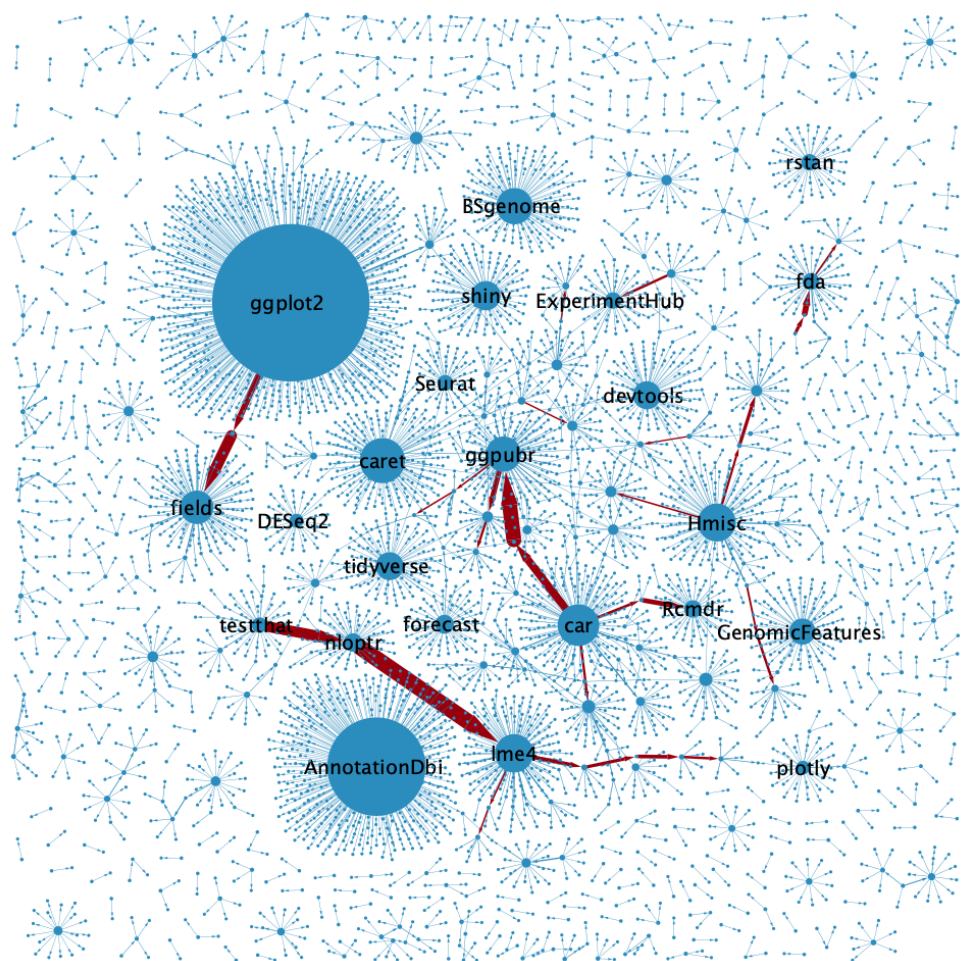 rstan
BSgenome
fda
shiny
ExperimentHub
ggplot2
Seurat
devtools
ggpubr
caret
fields
DESeq2
Hmisc
tidyverse
Rcmdr
testthat
forecast
car
GenomicFeatures
nloptr
lme4
AnnotationDbi
plotly